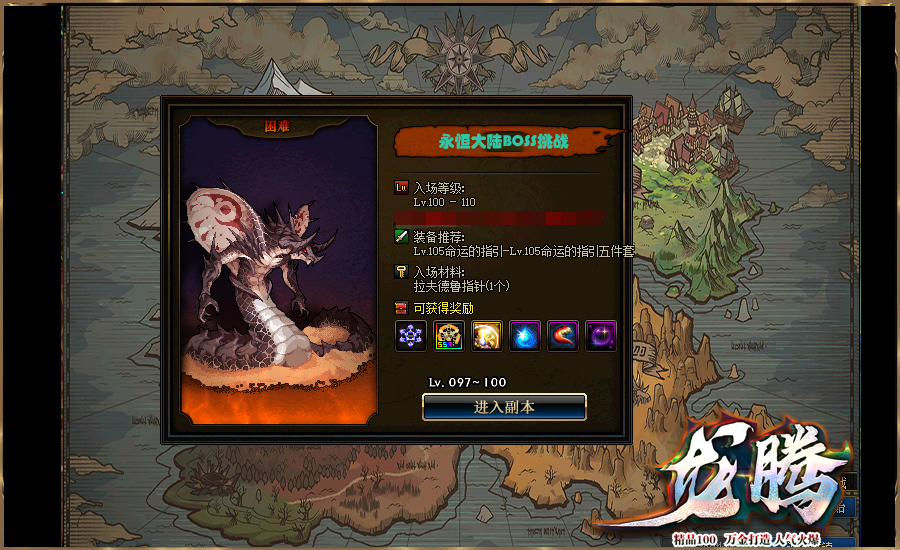 困难
永恒大陆BOSS挑战
Lv 入场等级:
Lv.100 - 110
装备推荐:
Lv.105命运的指引-Lv.105命运的指引五件套
入场材料:
拉夫德鲁指针(1个)
可获得奖励
Lv. 097~100
进入副本
龙腾
精品100 万金打造 人气火爆